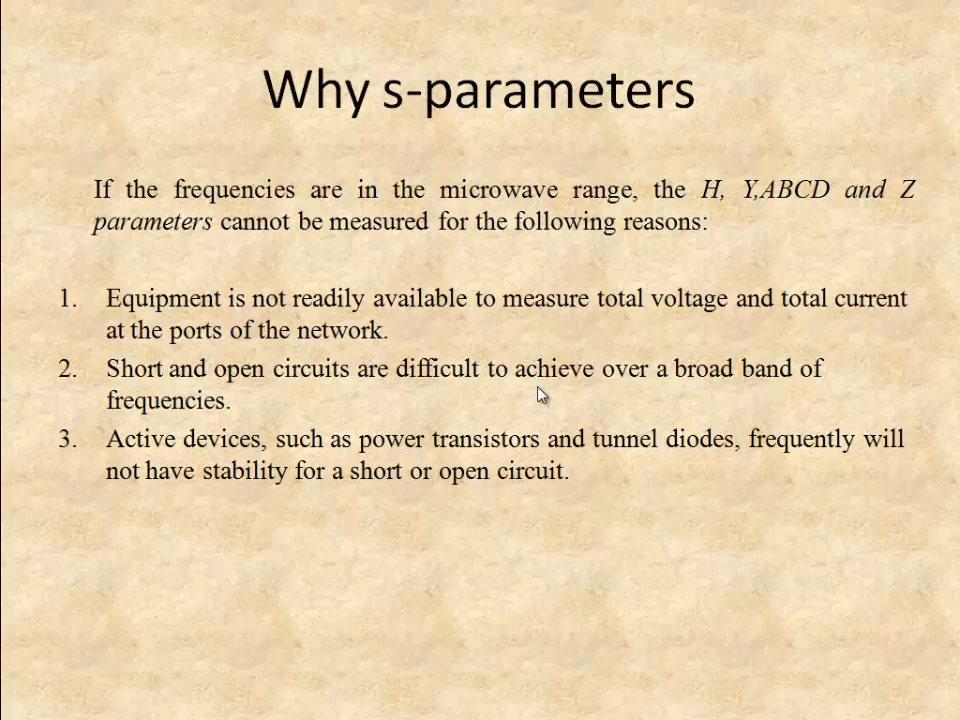 Why s-parameters
If the frequencies are in the microwave range, the H, Y,ABCD and Z
parameters cannot be measured for the following reasons:
1. Equipment is not readily available to measure total voltage and total current
at the ports of the network.
2. Short and open circuits are difficult to achieve over a broad band of
frequencies.
3. Active devices, such as power transistors and tunnel diodes, frequently will
not have stability for a short or open circuit.